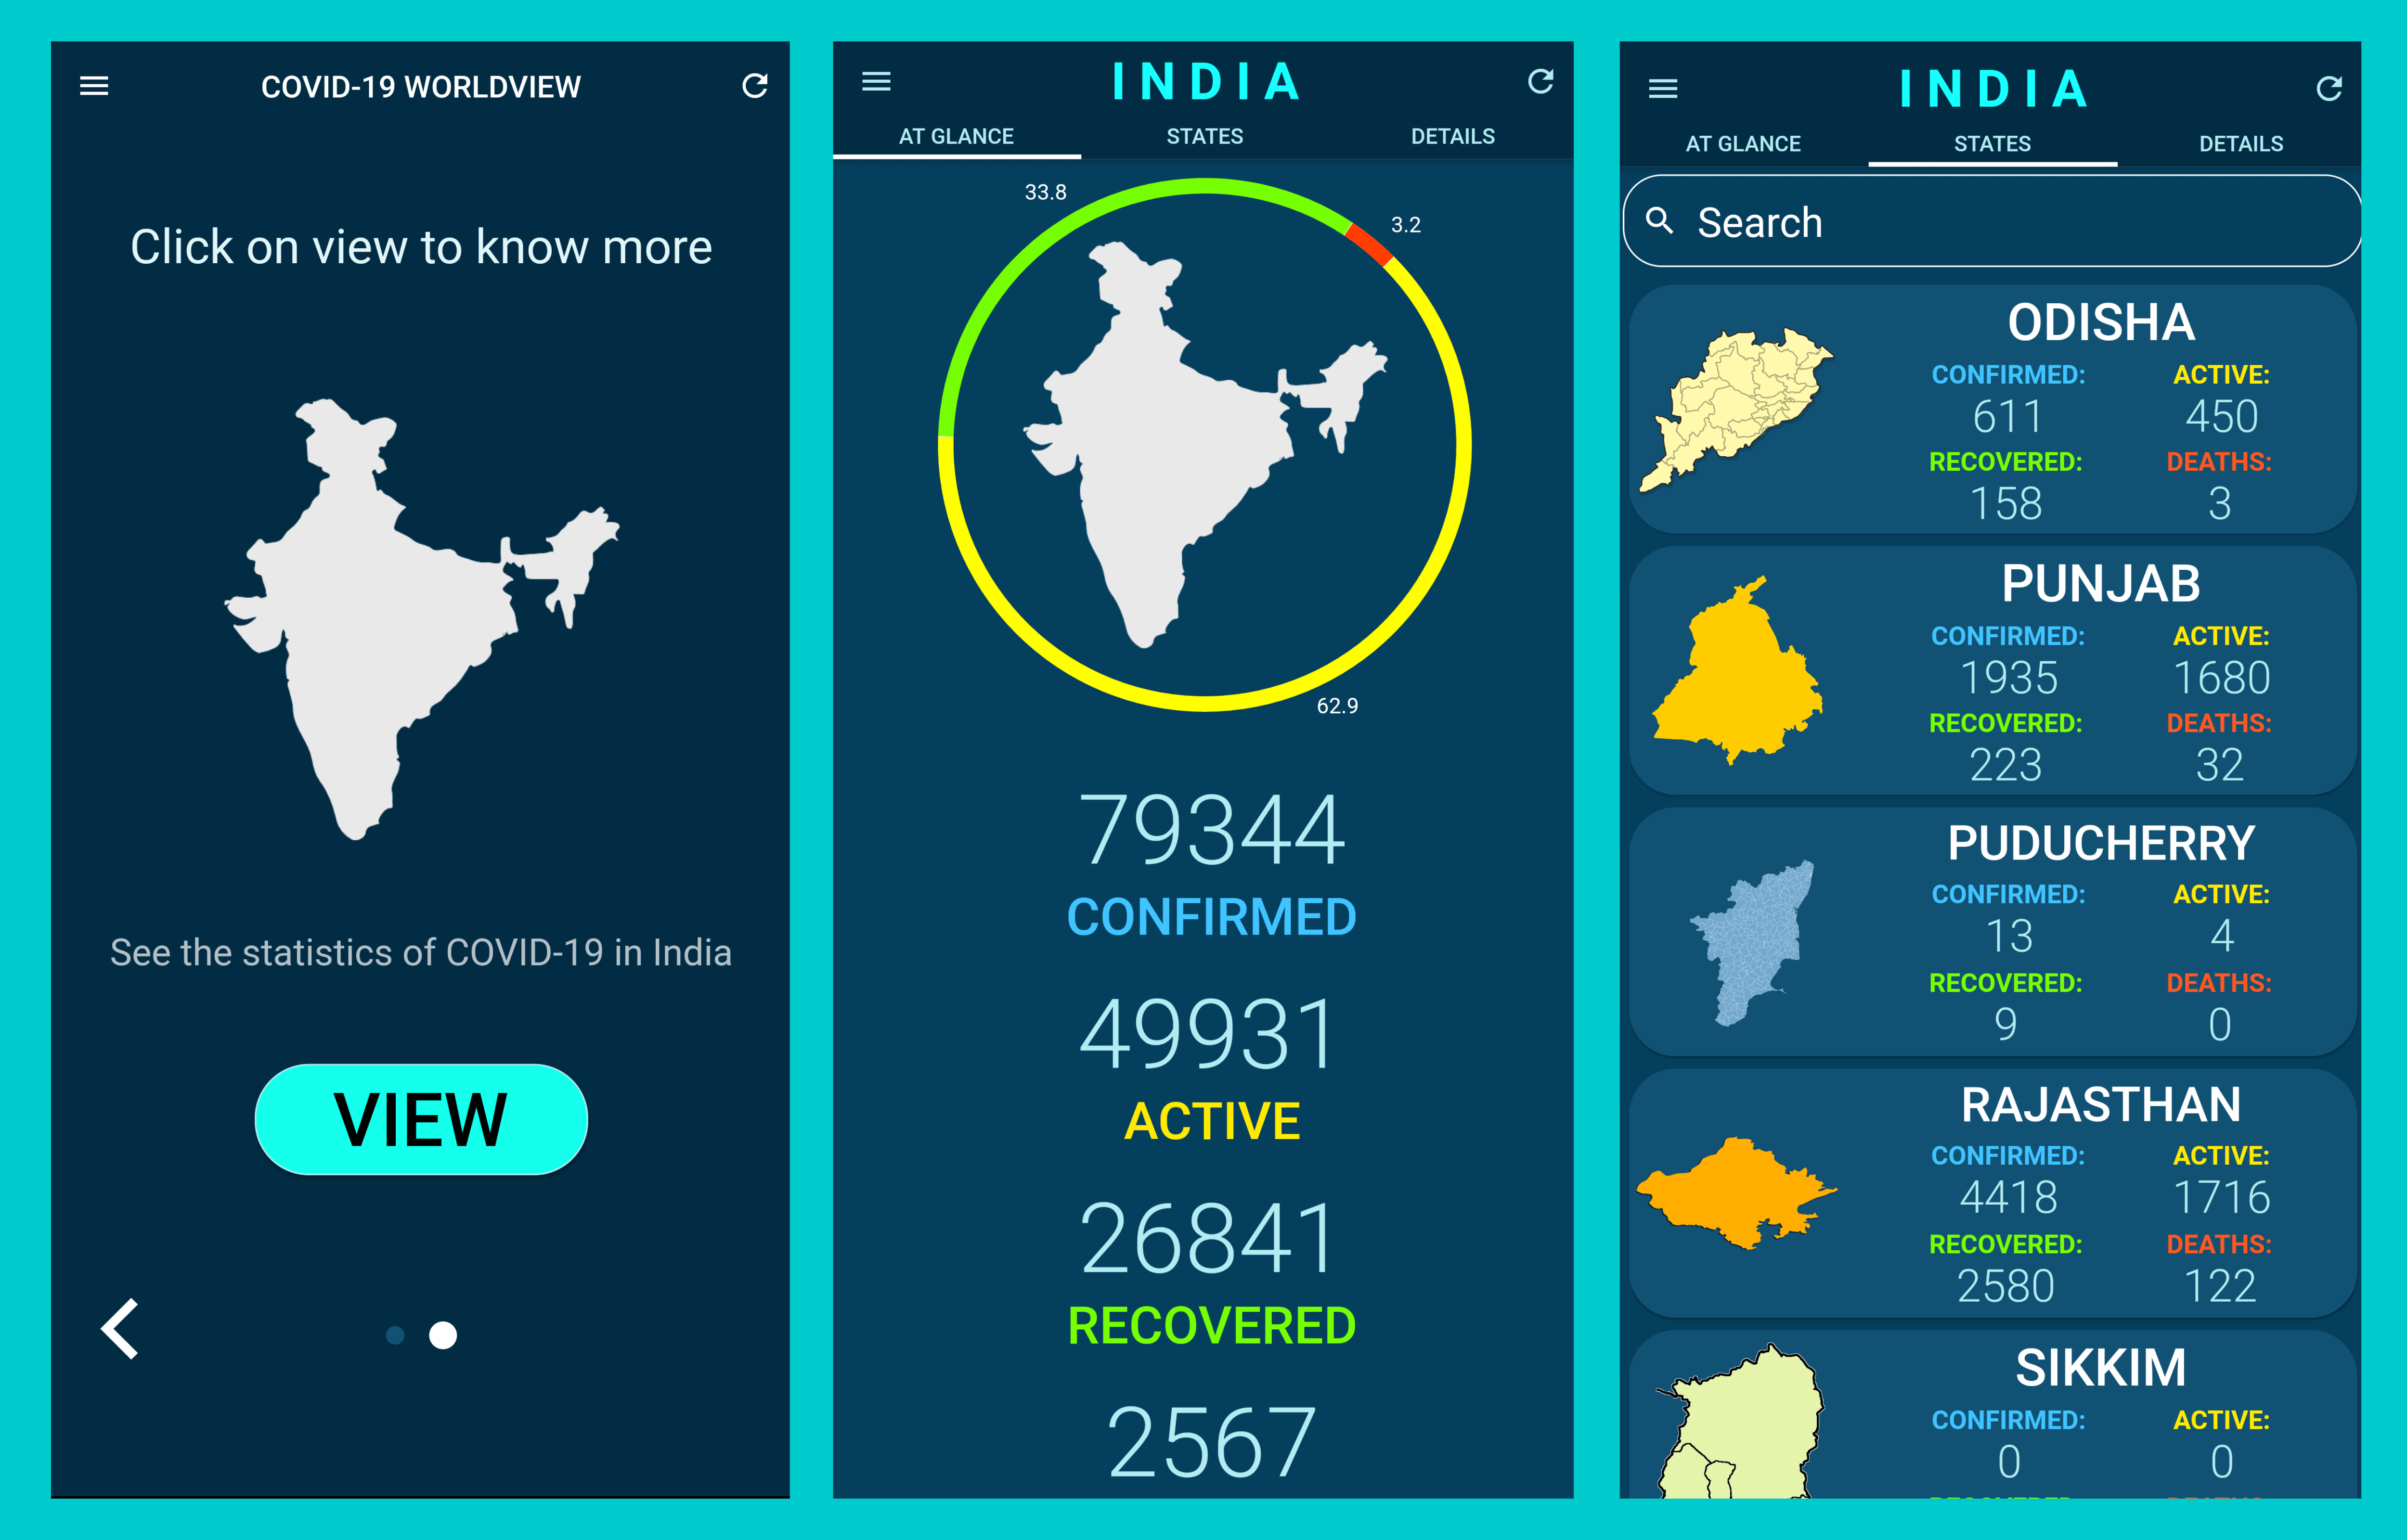 COVID-19 WORLDVIEW
Click on view to know more
See the statistics of COVID-19 in India
VIEW
INDIA
AT GLANCE STATES DETAILS
33.8
3.2
62.9
79344
CONFIRMED
49931
ACTIVE
26841
RECOVERED
2567
INDIA
AT GLANCE STATES DETAILS
Search
ODISHA
CONFIRMED: ACTIVE:
611 450
RECOVERED: DEATHS:
158 3
PUNJAB
CONFIRMED: ACTIVE:
1935 1680
RECOVERED: DEATHS:
223 32
PUDUCHERRY
CONFIRMED: ACTIVE:
13 4
RECOVERED: DEATHS:
9 0
RAJASTHAN
CONFIRMED: ACTIVE:
4418 1716
RECOVERED: DEATHS:
2580 122
SIKKIM
CONFIRMED: ACTIVE:
0 0